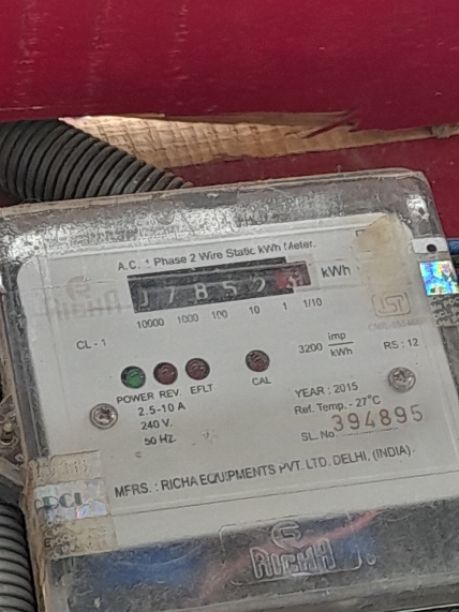 A.C. 1 Phase 2 Wire Static kWh Meter.
7852 kWh
10000 1000 100 10 1 1/10
CL - 1
3200 imp/kWh RS : 12
POWER REV. EFLT CAL
2.5-10 A
240 V.
50 HZ.
YEAR : 2015
Ref. Temp. - 27°C
SL. No. 394895
MFRS. : RICHA EQUIPMENTS PVT. LTD. DELHI, (INDIA).
RICHA